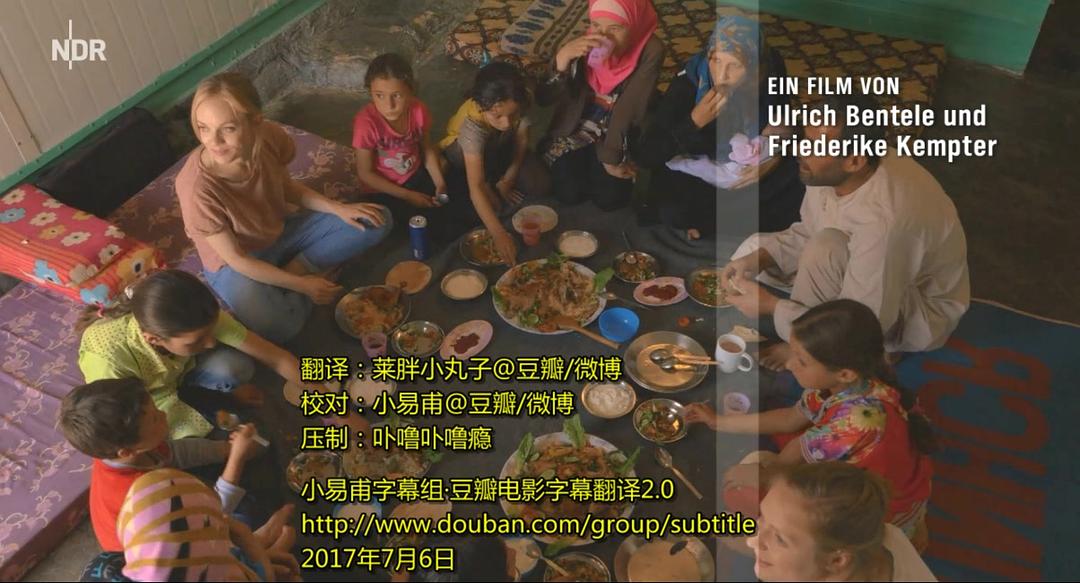 NDR
EIN FILM VON
Ulrich Bentele und
Friederike Kempter
翻译：莱胖小丸子@豆瓣/微博
校对：小易甫@豆瓣/微博
压制：卟噜卟噜瘾
小易甫字幕组·豆瓣电影字幕翻译2.0
http://www.douban.com/group/subtitle
2017年7月6日
UNHCR